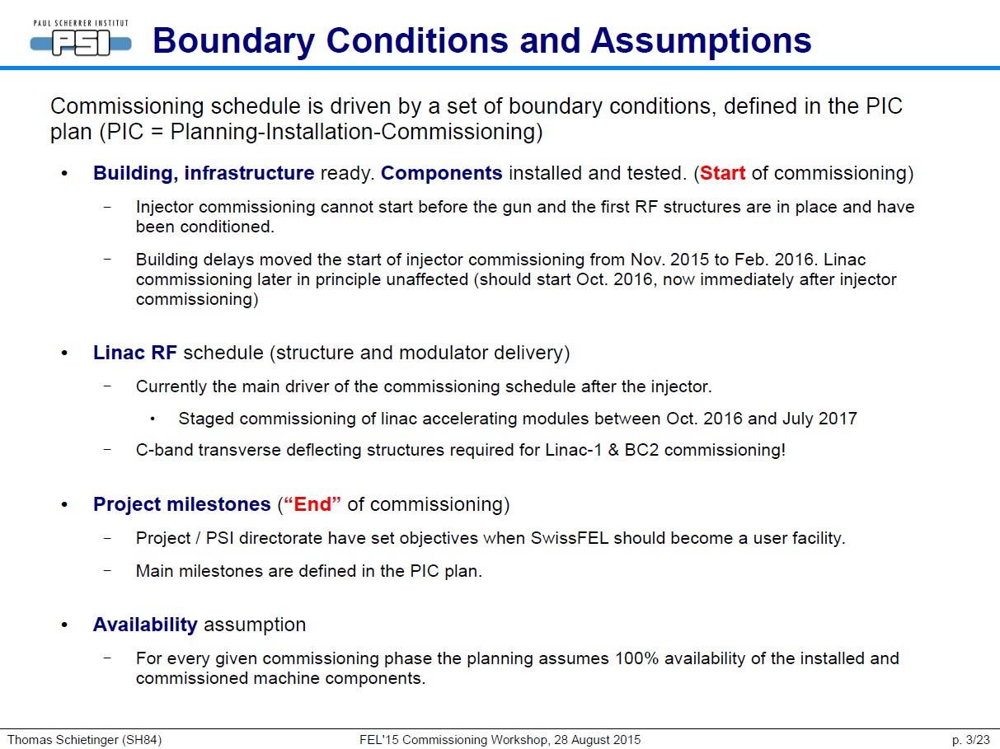 PAUL SCHERRER INSTITUT
PSI
Boundary Conditions and Assumptions
Commissioning schedule is driven by a set of boundary conditions, defined in the PIC
plan (PIC = Planning-Installation-Commissioning)
• Building, infrastructure ready. Components installed and tested. (Start of commissioning)
– Injector commissioning cannot start before the gun and the first RF structures are in place and have
been conditioned.
– Building delays moved the start of injector commissioning from Nov. 2015 to Feb. 2016. Linac
commissioning later in principle unaffected (should start Oct. 2016, now immediately after injector
commissioning)
• Linac RF schedule (structure and modulator delivery)
– Currently the main driver of the commissioning schedule after the injector.
• Staged commissioning of linac accelerating modules between Oct. 2016 and July 2017
– C-band transverse deflecting structures required for Linac-1 & BC2 commissioning!
• Project milestones (“End” of commissioning)
– Project / PSI directorate have set objectives when SwissFEL should become a user facility.
– Main milestones are defined in the PIC plan.
• Availability assumption
– For every given commissioning phase the planning assumes 100% availability of the installed and
commissioned machine components.
Thomas Schietinger (SH84)
FEL'15 Commissioning Workshop, 28 August 2015
p. 3/23